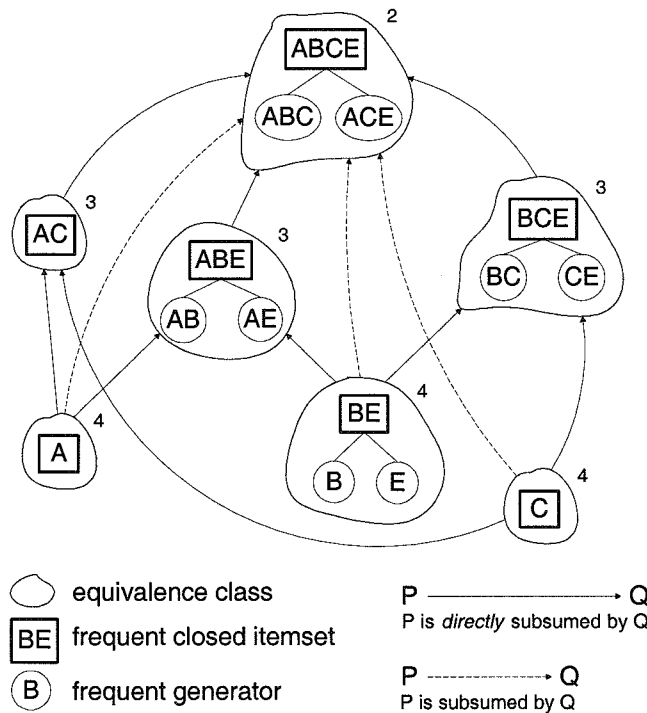 2
ABCE
ABC ACE
3
AC
3
ABE
AB AE
3
BCE
BC CE
4
A
4
BE
B E
4
C
equivalence class
BE frequent closed itemset
B frequent generator
P Q
P is directly subsumed by Q
P Q
P is subsumed by Q